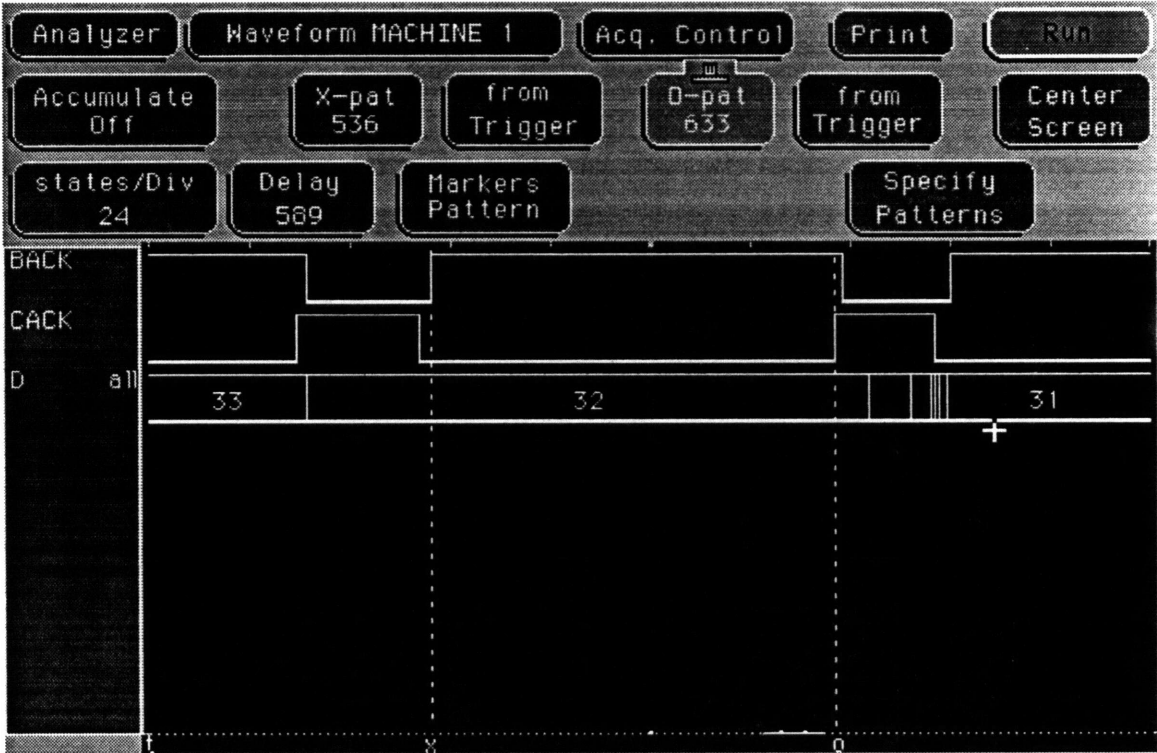 Analyzer Waveform MACHINE 1 Acq. Control Print Run
Accumulate Off X-pat 536 from Trigger O-pat 633 from Trigger Center Screen
states/Div 24 Delay 589 Markers Pattern Specify Patterns
BACK
CACK
D all 33 32 31
t X O